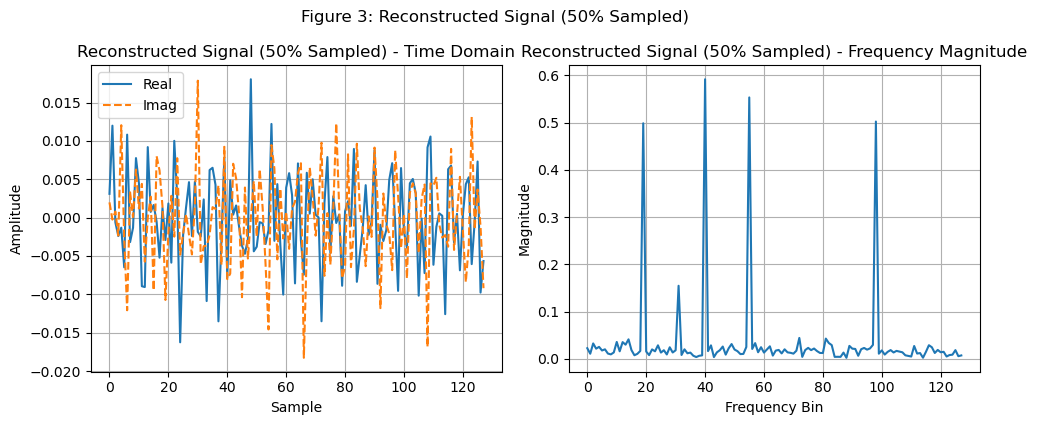 Figure 3: Reconstructed Signal (50% Sampled)
Reconstructed Signal (50% Sampled) - Time Domain
Real
Imag
0.015
0.010
0.005
0.000
−0.005
−0.010
−0.015
−0.020
Amplitude
0 20 40 60 80 100 120
Sample
Reconstructed Signal (50% Sampled) - Frequency Magnitude
0.6
0.5
0.4
0.3
0.2
0.1
0.0
Magnitude
0 20 40 60 80 100 120
Frequency Bin